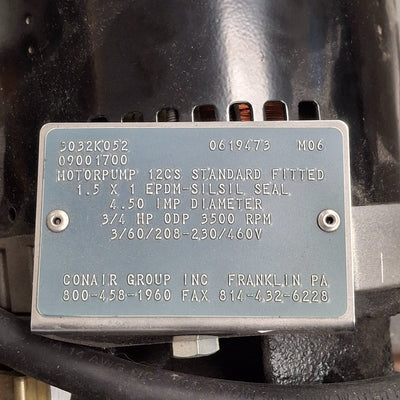 3032K052 0619473 M06
09001700
MOTORPUMP 12CS STANDARD FITTED
1.5 X 1 EPDM-SILSIL SEAL
4.50 IMP DIAMETER
3/4 HP ODP 3500 RPM
3/60/208-230/460V
CONAIR GROUP INC FRANKLIN PA
800-458-1960 FAX 814-432-6228